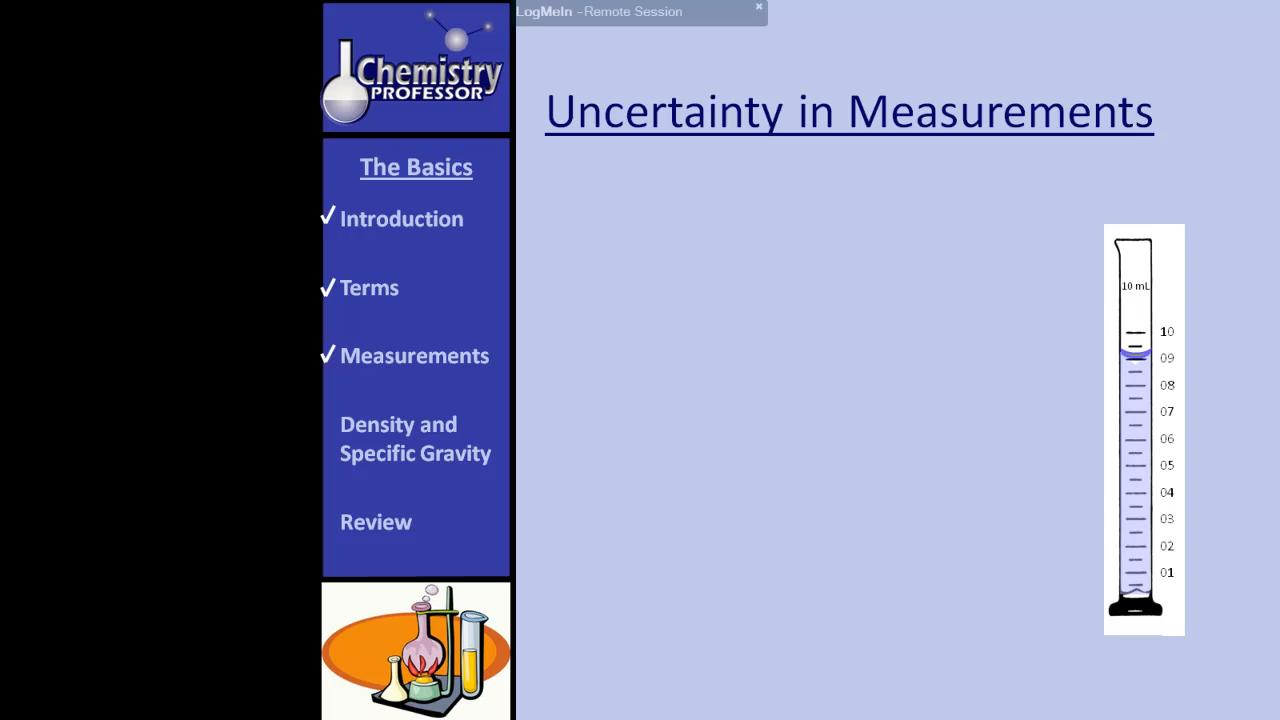 LogMeIn - Remote Session
Chemistry
PROFESSOR
Uncertainty in Measurements
The Basics
✓ Introduction
✓ Terms
✓ Measurements
Density and
Specific Gravity
Review
10 mL
10
09
08
07
06
05
04
03
02
01